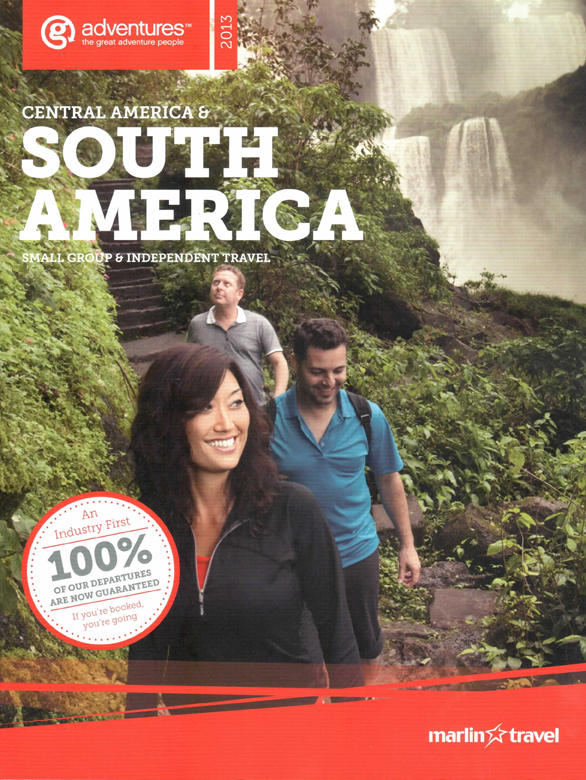 adventures™
the great adventure people
2013
CENTRAL AMERICA &
SOUTH
AMERICA
SMALL GROUP & INDEPENDENT TRAVEL
An
Industry First
100%
OF OUR DEPARTURES
ARE NOW GUARANTEED
If you're booked,
you're going
marlin travel